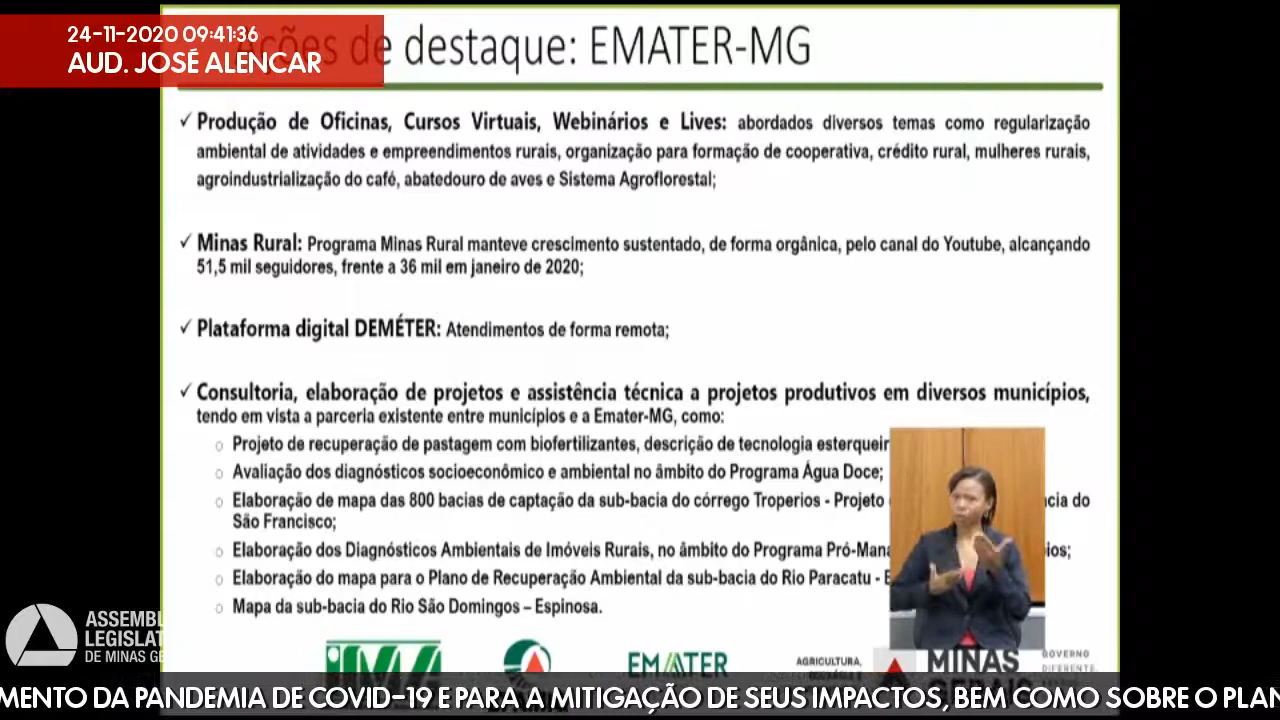 24-11-2020 09:41:36
AUD. JOSÉ ALENCAR
ações de destaque: EMATER-MG
✓ Produção de Oficinas, Cursos Virtuais, Webinários e Lives: abordados diversos temas como regularização
ambiental de atividades e empreendimentos rurais, organização para formação de cooperativa, crédito rural, mulheres rurais,
agroindustrialização do café, abatedouro de aves e Sistema Agroflorestal;
✓ Minas Rural: Programa Minas Rural manteve crescimento sustentado, de forma orgânica, pelo canal do Youtube, alcançando
51,5 mil seguidores, frente a 36 mil em janeiro de 2020;
✓ Plataforma digital DEMÉTER: Atendimentos de forma remota;
✓ Consultoria, elaboração de projetos e assistência técnica a projetos produtivos em diversos municípios,
tendo em vista a parceria existente entre municípios e a Emater-MG, como:
o Projeto de recuperação de pastagem com biofertilizantes, descrição de tecnologia esterqueir
o Avaliação dos diagnósticos socioeconômico e ambiental no âmbito do Programa Água Doce;
o Elaboração de mapa das 800 bacias de captação da sub-bacia do córrego Troperios - Projeto ncia do
São Francisco;
o Elaboração dos Diagnósticos Ambientais de Imóveis Rurais, no âmbito do Programa Pró-Mana ios;
o Elaboração do mapa para o Plano de Recuperação Ambiental da sub-bacia do Rio Paracatu - E
o Mapa da sub-bacia do Rio São Domingos – Espinosa.
ASSEMBL
LEGISLAT
DE MINAS GE
EMATER
AGRICULTURA,
MINAS
GERAIS
GOVERNO
DIFERENTE.
MENTO DA PANDEMIA DE COVID-19 E PARA A MITIGAÇÃO DE SEUS IMPACTOS, BEM COMO SOBRE O PLAN